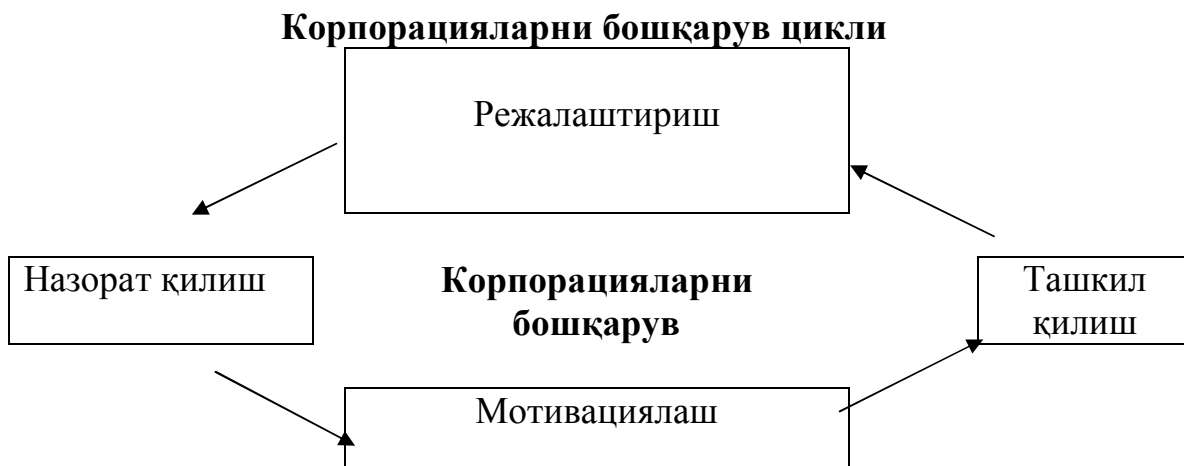 Корпорацияларни бошқарув цикли
Режалаштириш
Назорат қилиш
Корпорацияларни
бошқарув
Ташкил
қилиш
Мотивациялаш